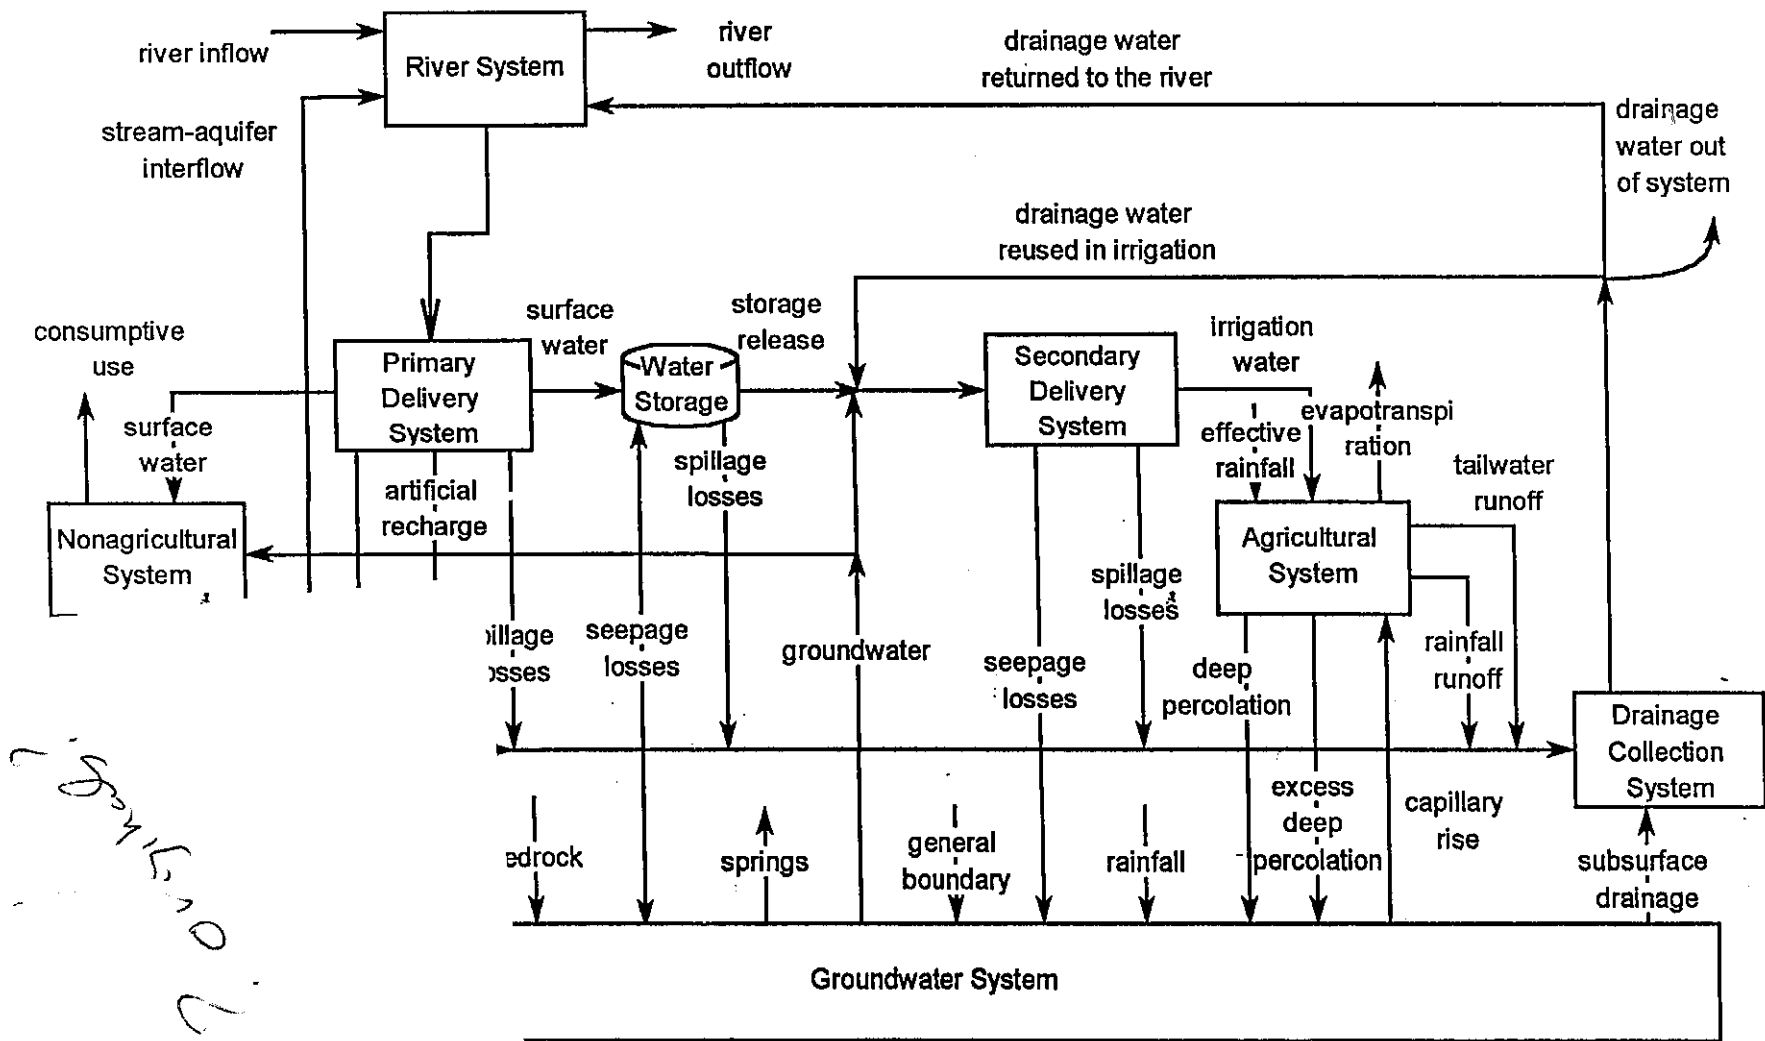 river inflow
River System
river
outflow
drainage water
returned to the river
drainage
water out
of system
stream-aquifer
interflow
drainage water
reused in irrigation
consumptive
use
surface
water
Primary
Delivery
System
surface
water
Water
Storage
storage
release
Secondary
Delivery
System
irrigation
water
effective
rainfall
evapotranspi
ration
tailwater
runoff
artificial
recharge
spillage
losses
Nonagricultural
System
Agricultural
System
spillage
losses
pillage
osses
seepage
losses
groundwater
seepage
losses
deep
percolation
rainfall
runoff
Drainage
Collection
System
edrock
springs
general
boundary
rainfall
excess
deep
percolation
capillary
rise
subsurface
drainage
Groundwater System